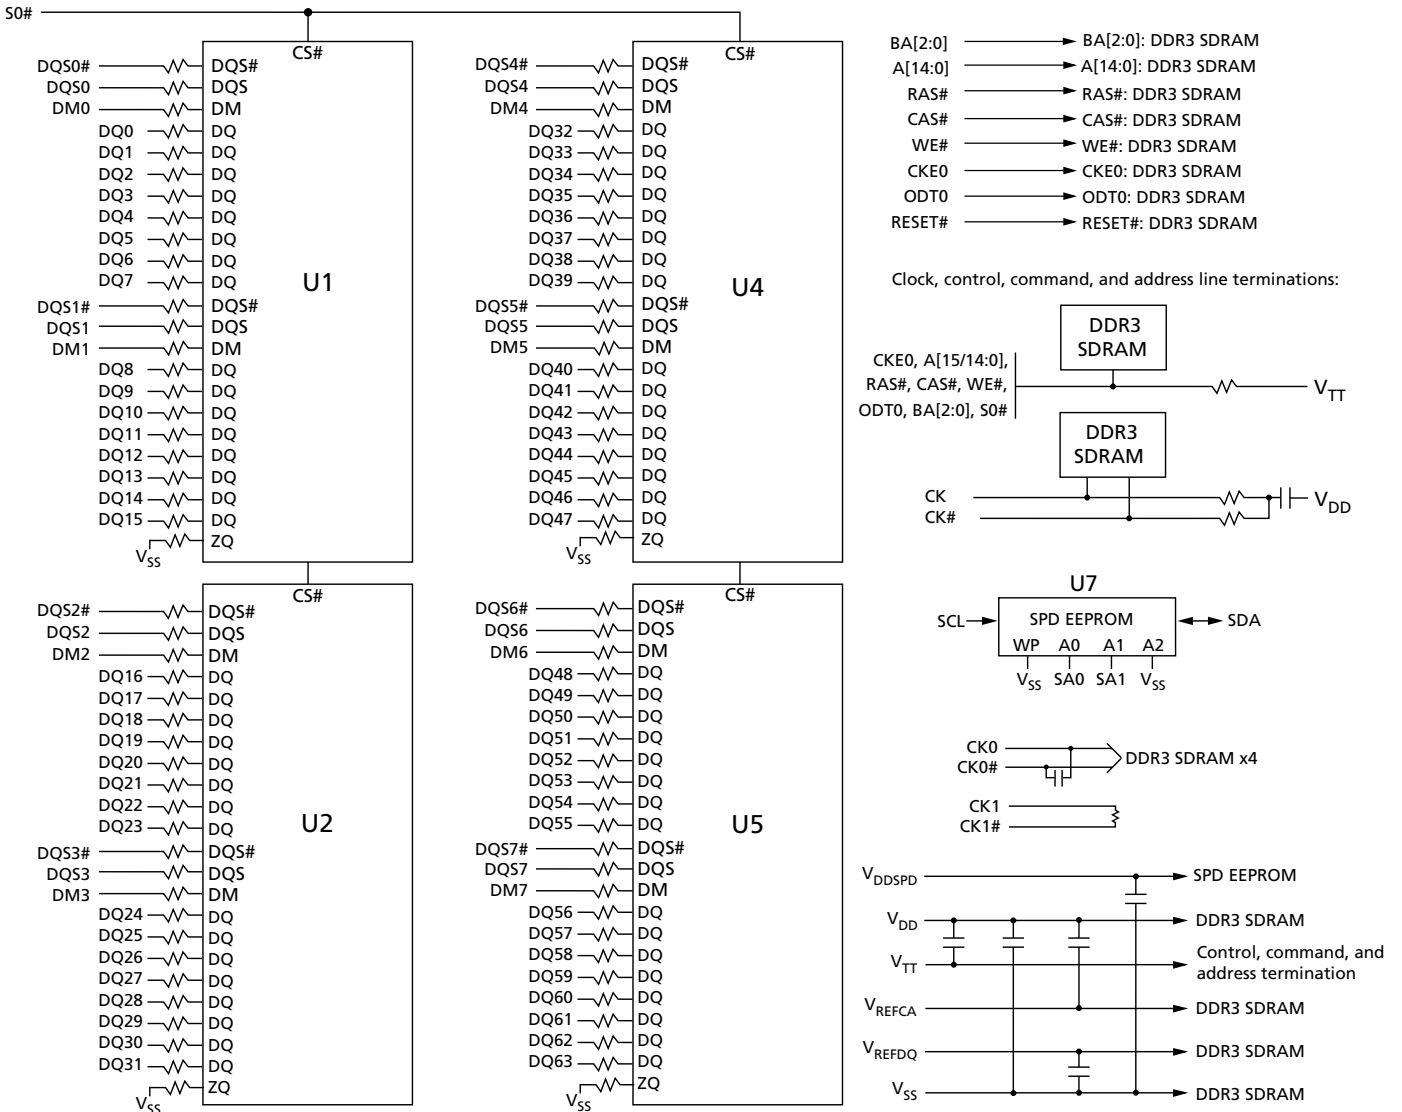 S0#
CS#
DQS0# DQS#
DQS0 DQS
DM0 DM
DQ0 DQ
DQ1 DQ
DQ2 DQ
DQ3 DQ
DQ4 DQ
DQ5 DQ
DQ6 DQ
DQ7 DQ
U1
DQS1# DQS#
DQS1 DQS
DM1 DM
DQ8 DQ
DQ9 DQ
DQ10 DQ
DQ11 DQ
DQ12 DQ
DQ13 DQ
DQ14 DQ
DQ15 DQ
VSS ZQ
CS#
DQS2# DQS#
DQS2 DQS
DM2 DM
DQ16 DQ
DQ17 DQ
DQ18 DQ
DQ19 DQ
DQ20 DQ
DQ21 DQ
DQ22 DQ
DQ23 DQ
U2
DQS3# DQS#
DQS3 DQS
DM3 DM
DQ24 DQ
DQ25 DQ
DQ26 DQ
DQ27 DQ
DQ28 DQ
DQ29 DQ
DQ30 DQ
DQ31 DQ
VSS ZQ
CS#
DQS4# DQS#
DQS4 DQS
DM4 DM
DQ32 DQ
DQ33 DQ
DQ34 DQ
DQ35 DQ
DQ36 DQ
DQ37 DQ
DQ38 DQ
DQ39 DQ
U4
DQS5# DQS#
DQS5 DQS
DM5 DM
DQ40 DQ
DQ41 DQ
DQ42 DQ
DQ43 DQ
DQ44 DQ
DQ45 DQ
DQ46 DQ
DQ47 DQ
VSS ZQ
CS#
DQS6# DQS#
DQS6 DQS
DM6 DM
DQ48 DQ
DQ49 DQ
DQ50 DQ
DQ51 DQ
DQ52 DQ
DQ53 DQ
DQ54 DQ
DQ55 DQ
U5
DQS7# DQS#
DQS7 DQS
DM7 DM
DQ56 DQ
DQ57 DQ
DQ58 DQ
DQ59 DQ
DQ60 DQ
DQ61 DQ
DQ62 DQ
DQ63 DQ
VSS ZQ
BA[2:0] BA[2:0]: DDR3 SDRAM
A[14:0] A[14:0]: DDR3 SDRAM
RAS# RAS#: DDR3 SDRAM
CAS# CAS#: DDR3 SDRAM
WE# WE#: DDR3 SDRAM
CKE0 CKE0: DDR3 SDRAM
ODT0 ODT0: DDR3 SDRAM
RESET# RESET#: DDR3 SDRAM
Clock, control, command, and address line terminations:
DDR3
SDRAM
CKE0, A[15/14:0],
RAS#, CAS#, WE#,
ODT0, BA[2:0], S0#
VTT
DDR3
SDRAM
CK
CK#
VDD
U7
SCL SPD EEPROM SDA
WP A0 A1 A2
VSS SA0 SA1 VSS
CK0
CK0#
DDR3 SDRAM x4
CK1
CK1#
VDDSPD SPD EEPROM
VDD DDR3 SDRAM
VTT Control, command, and
address termination
VREFCA DDR3 SDRAM
VREFDQ DDR3 SDRAM
VSS DDR3 SDRAM